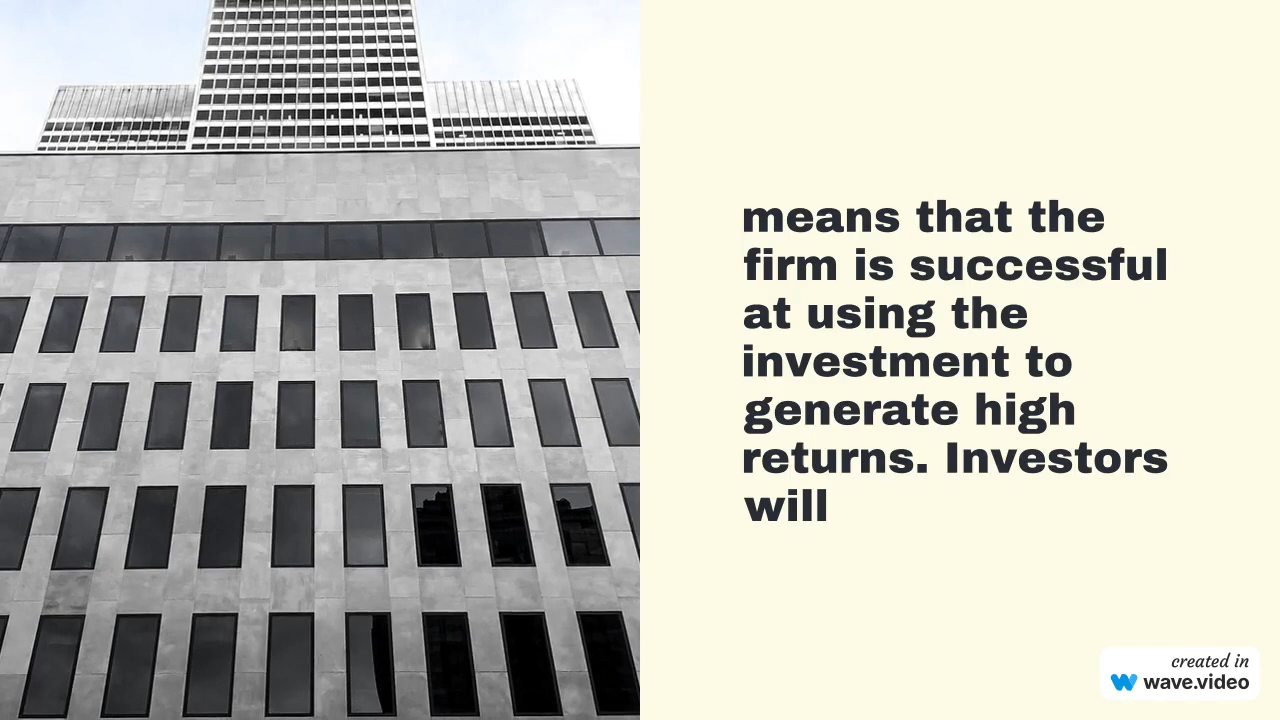 means that the
firm is successful
at using the
investment to
generate high
returns. Investors
will
created in
wave.video